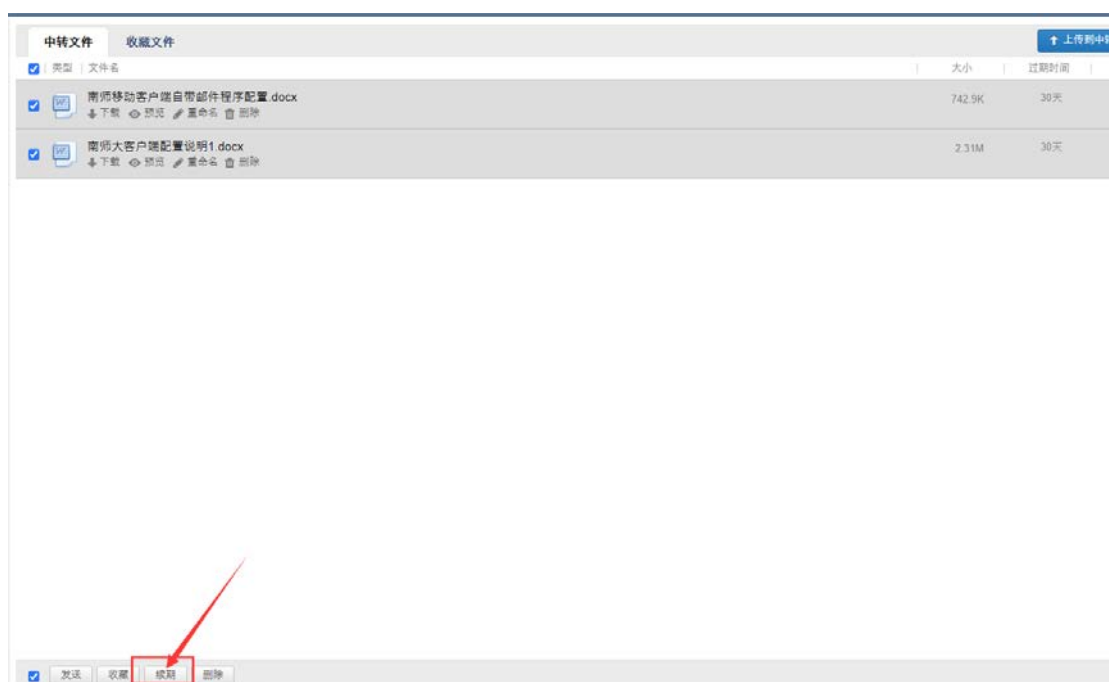 中转文件 收藏文件 上传到中转
类型 文件名 大小 过期时间
南师移动客户端自带邮件程序配置.docx 742.9K 30天
下载 预览 重命名 删除
南师大客户端配置说明1.docx 2.31M 30天
下载 预览 重命名 删除
发送 收藏 续期 删除